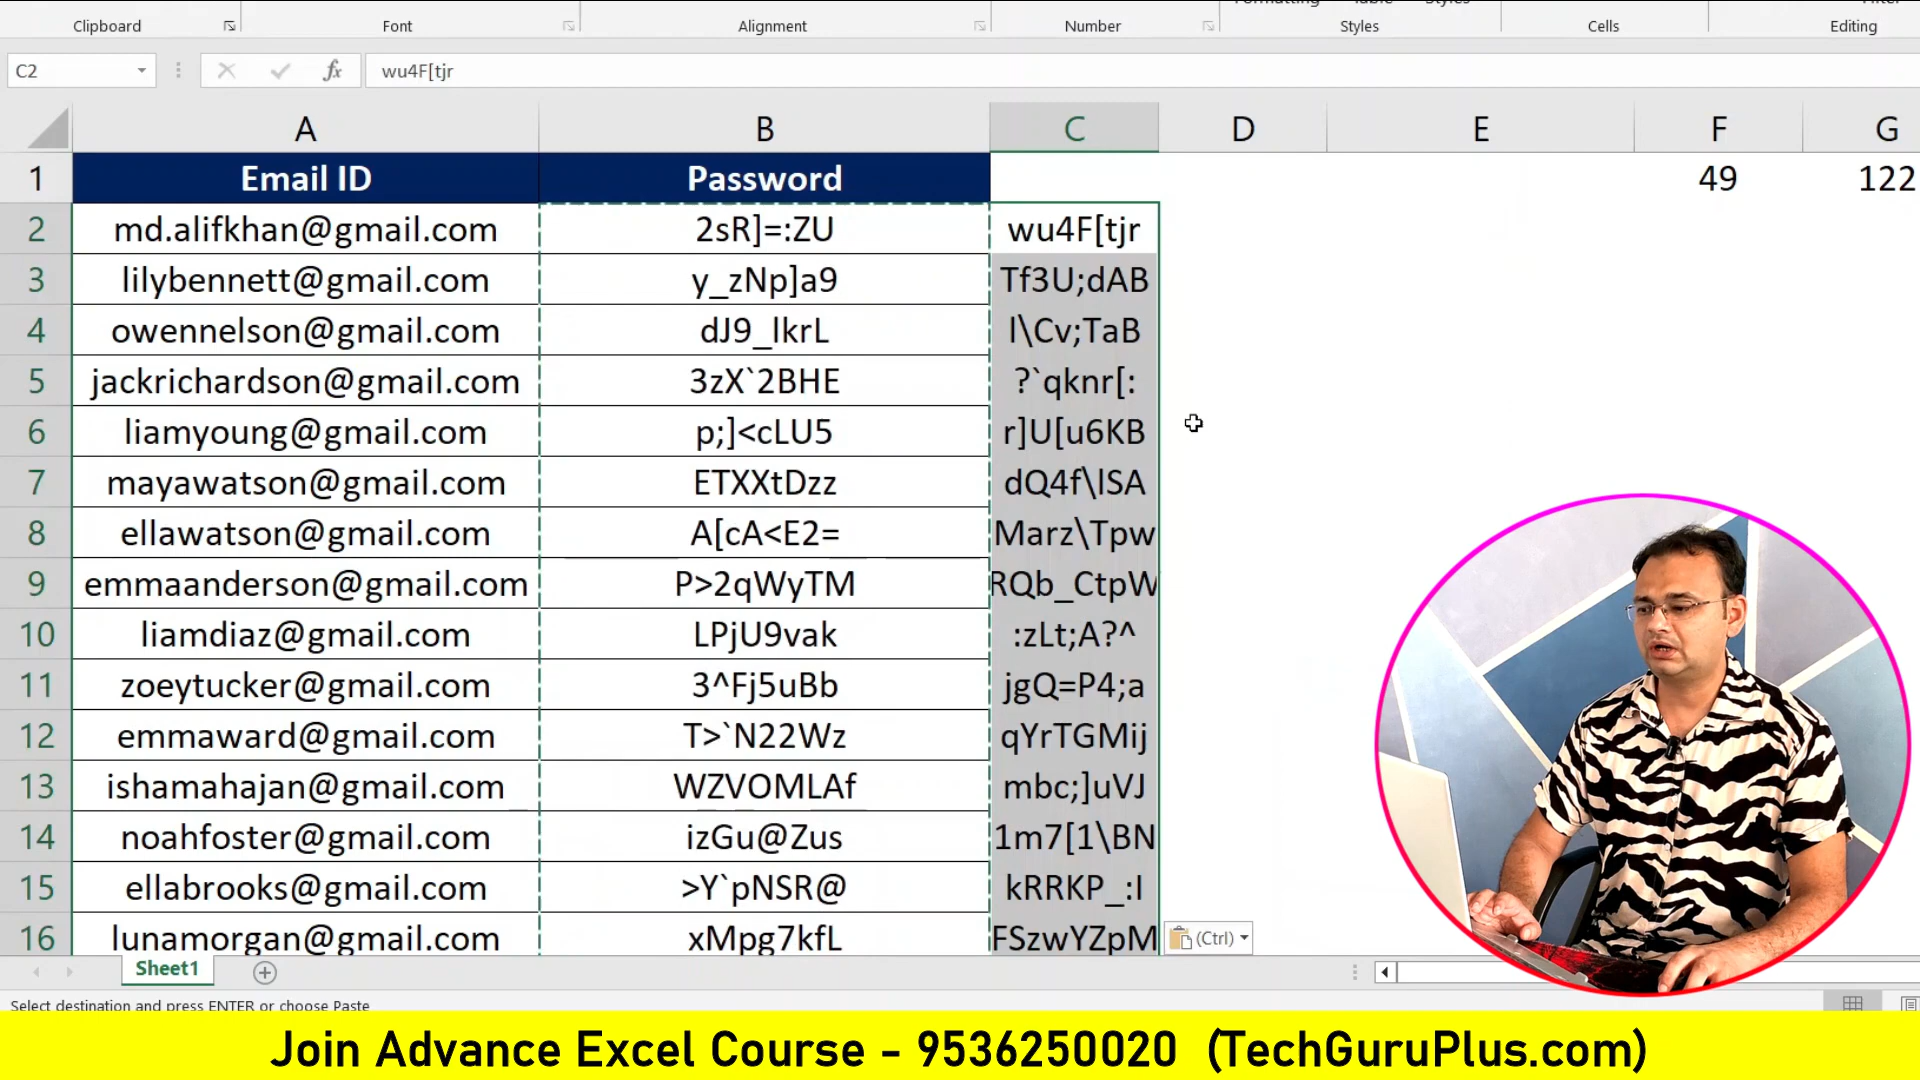 Clipboard Font Alignment Number Styles Cells Editing
C2 fx wu4F[tjr
A B C D E F G
1 Email ID Password 49 122
2 md.alifkhan@gmail.com 2sR]=:ZU wu4F[tjr
3 lilybennett@gmail.com y_zNp]a9 Tf3U;dAB
4 owennelson@gmail.com dJ9_lkrL l\Cv;TaB
5 jackrichardson@gmail.com 3zX`2BHE ?`qknr[:
6 liamyoung@gmail.com p;]<cLU5 r]U[u6KB
7 mayawatson@gmail.com ETXXtDzz dQ4f\lSA
8 ellawatson@gmail.com A[cA<E2= Marz\Tpw
9 emmaanderson@gmail.com P>2qWyTM RQb_CtpW
10 liamdiaz@gmail.com LPjU9vak :zLt;A?^
11 zoeytucker@gmail.com 3^Fj5uBb jgQ=P4;a
12 emmaward@gmail.com T>`N22Wz qYrTGMij
13 ishamahajan@gmail.com WZVOMLAf mbc;]uVJ
14 noahfoster@gmail.com izGu@Zus 1m7[1\BN
15 ellabrooks@gmail.com >Y`pNSR@ kRRKP_:I
16 lunamorgan@gmail.com xMpg7kfL FSzwYZpM
(Ctrl)
Sheet1
Select destination and press ENTER or choose Paste
Join Advance Excel Course - 9536250020 (TechGuruPlus.com)